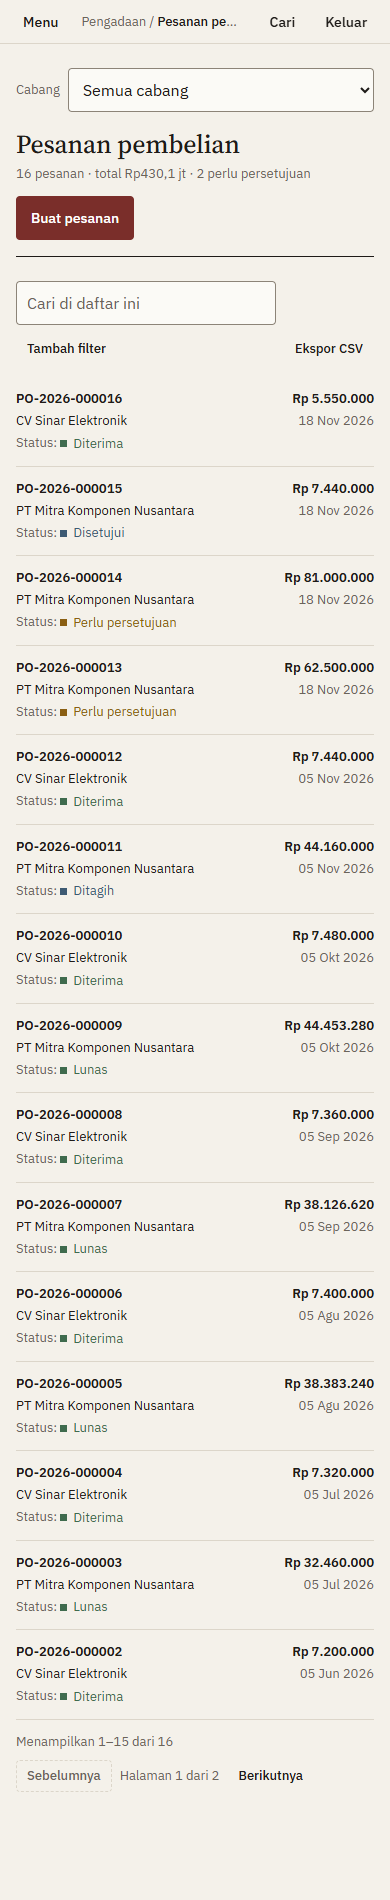 Menu Pengadaan / Pesanan pe... Cari Keluar
Cabang Semua cabang
Pesanan pembelian
16 pesanan · total Rp430,1 jt · 2 perlu persetujuan
Buat pesanan
Cari di daftar ini
Tambah filter Ekspor CSV
PO-2026-000016 Rp 5.550.000
CV Sinar Elektronik 18 Nov 2026
Status: Diterima
PO-2026-000015 Rp 7.440.000
PT Mitra Komponen Nusantara 18 Nov 2026
Status: Disetujui
PO-2026-000014 Rp 81.000.000
PT Mitra Komponen Nusantara 18 Nov 2026
Status: Perlu persetujuan
PO-2026-000013 Rp 62.500.000
PT Mitra Komponen Nusantara 18 Nov 2026
Status: Perlu persetujuan
PO-2026-000012 Rp 7.440.000
CV Sinar Elektronik 05 Nov 2026
Status: Diterima
PO-2026-000011 Rp 44.160.000
PT Mitra Komponen Nusantara 05 Nov 2026
Status: Ditagih
PO-2026-000010 Rp 7.480.000
CV Sinar Elektronik 05 Okt 2026
Status: Diterima
PO-2026-000009 Rp 44.453.280
PT Mitra Komponen Nusantara 05 Okt 2026
Status: Lunas
PO-2026-000008 Rp 7.360.000
CV Sinar Elektronik 05 Sep 2026
Status: Diterima
PO-2026-000007 Rp 38.126.620
PT Mitra Komponen Nusantara 05 Sep 2026
Status: Lunas
PO-2026-000006 Rp 7.400.000
CV Sinar Elektronik 05 Agu 2026
Status: Diterima
PO-2026-000005 Rp 38.383.240
PT Mitra Komponen Nusantara 05 Agu 2026
Status: Lunas
PO-2026-000004 Rp 7.320.000
CV Sinar Elektronik 05 Jul 2026
Status: Diterima
PO-2026-000003 Rp 32.460.000
PT Mitra Komponen Nusantara 05 Jul 2026
Status: Lunas
PO-2026-000002 Rp 7.200.000
CV Sinar Elektronik 05 Jun 2026
Status: Diterima
Menampilkan 1–15 dari 16
Sebelumnya Halaman 1 dari 2 Berikutnya